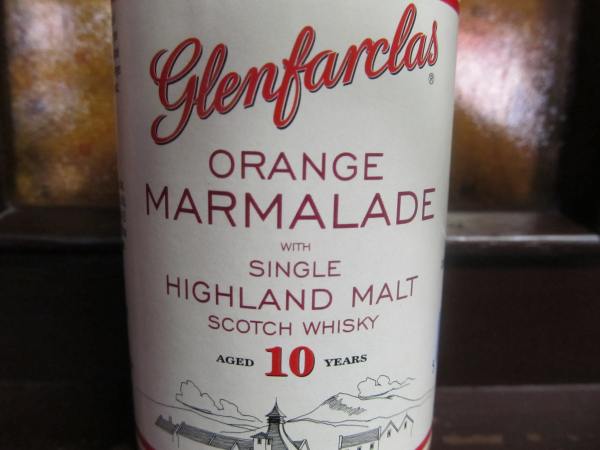 Glenfarclas®
ORANGE
MARMALADE
WITH
SINGLE
HIGHLAND MALT
SCOTCH WHISKY
AGED 10 YEARS